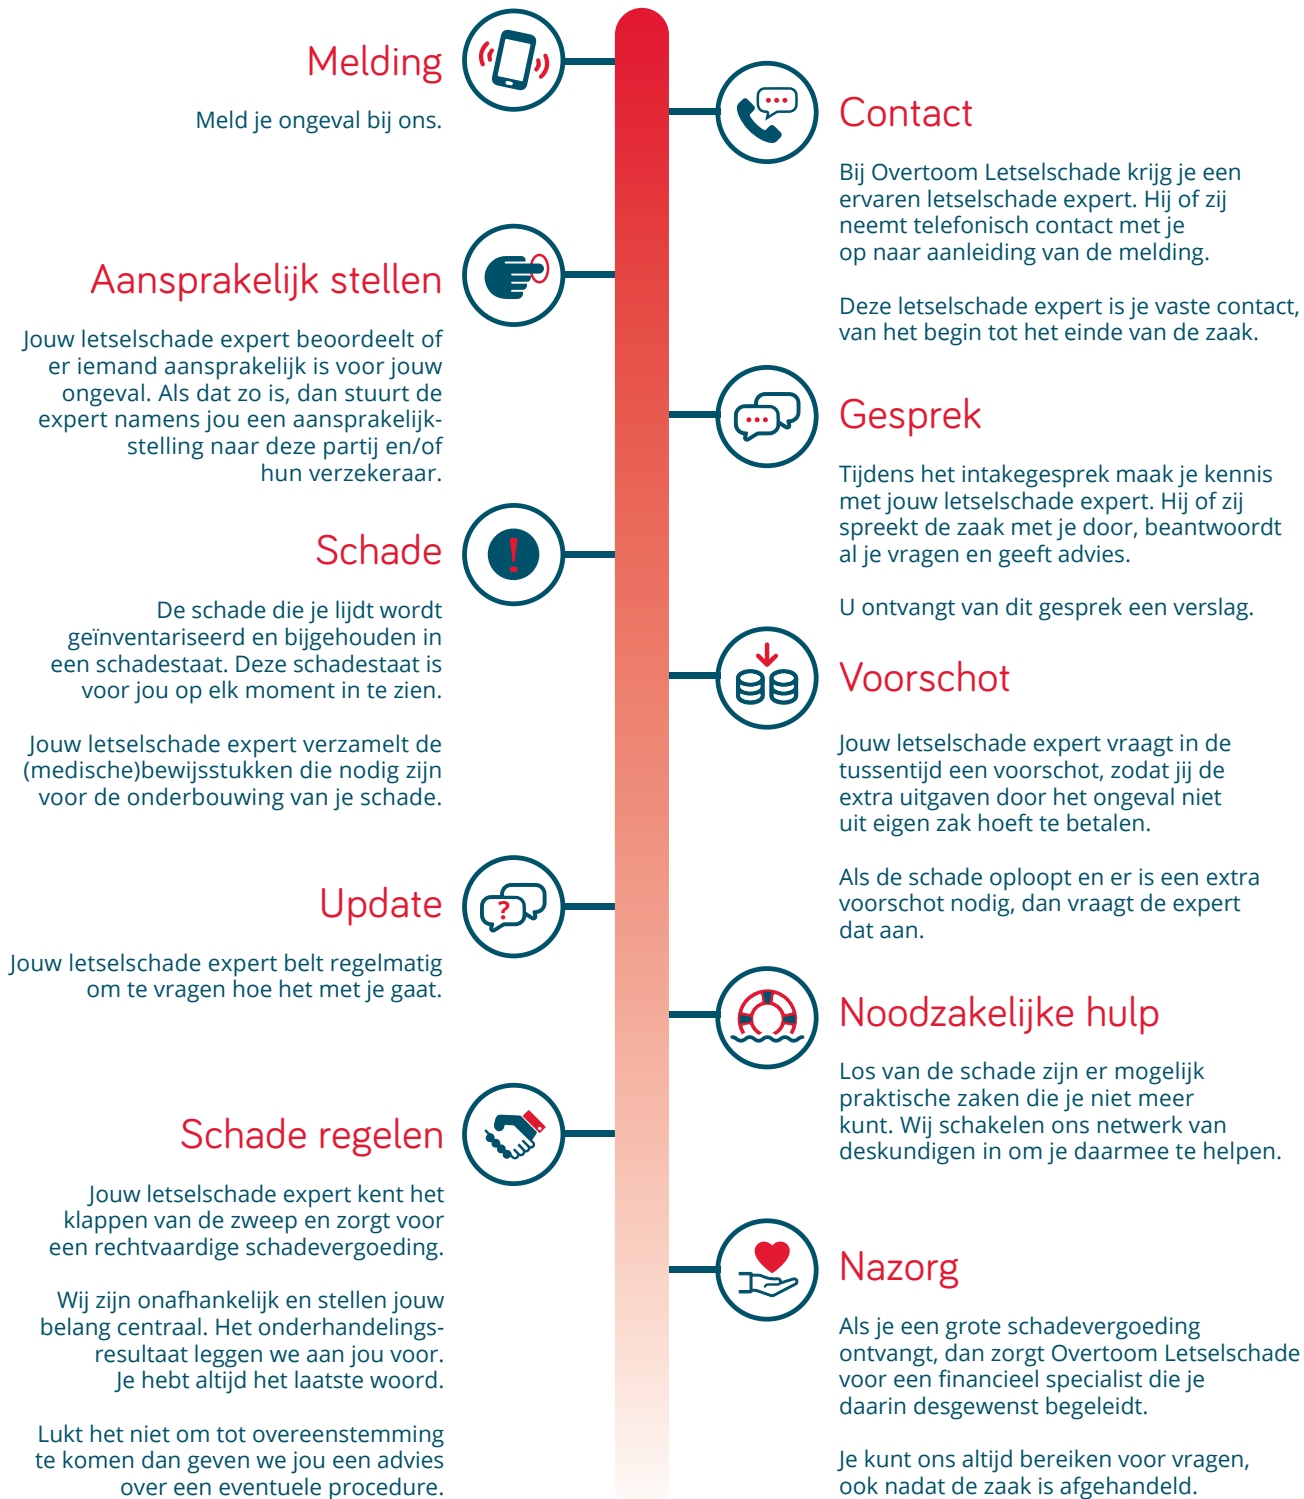 Melding
Meld je ongeval bij ons.
Contact
Bij Overtoom Letselschade krijg je een
ervaren letselschade expert. Hij of zij
neemt telefonisch contact met je
op naar aanleiding van de melding.
Deze letselschade expert is je vaste contact,
van het begin tot het einde van de zaak.
Aansprakelijk stellen
Jouw letselschade expert beoordeelt of
er iemand aansprakelijk is voor jouw
ongeval. Als dat zo is, dan stuurt de
expert namens jou een aansprakelijk-
stelling naar deze partij en/of
hun verzekeraar.
Gesprek
Tijdens het intakegesprek maak je kennis
met jouw letselschade expert. Hij of zij
spreekt de zaak met je door, beantwoordt
al je vragen en geeft advies.
U ontvangt van dit gesprek een verslag.
Schade
!
De schade die je lijdt wordt
geïnventariseerd en bijgehouden in
een schadestaat. Deze schadestaat is
voor jou op elk moment in te zien.
Jouw letselschade expert verzamelt de
(medische)bewijsstukken die nodig zijn
voor de onderbouwing van je schade.
Voorschot
Jouw letselschade expert vraagt in de
tussentijd een voorschot, zodat jij de
extra uitgaven door het ongeval niet
uit eigen zak hoeft te betalen.
Als de schade oploopt en er is een extra
voorschot nodig, dan vraagt de expert
dat aan.
Update
?
Jouw letselschade expert belt regelmatig
om te vragen hoe het met je gaat.
Noodzakelijke hulp
Los van de schade zijn er mogelijk
praktische zaken die je niet meer
kunt. Wij schakelen ons netwerk van
deskundigen in om je daarmee te helpen.
Schade regelen
Jouw letselschade expert kent het
klappen van de zweep en zorgt voor
een rechtvaardige schadevergoeding.
Wij zijn onafhankelijk en stellen jouw
belang centraal. Het onderhandelings-
resultaat leggen we aan jou voor.
Je hebt altijd het laatste woord.
Lukt het niet om tot overeenstemming
te komen dan geven we jou een advies
over een eventuele procedure.
Nazorg
Als je een grote schadevergoeding
ontvangt, dan zorgt Overtoom Letselschade
voor een financieel specialist die je
daarin desgewenst begeleidt.
Je kunt ons altijd bereiken voor vragen,
ook nadat de zaak is afgehandeld.